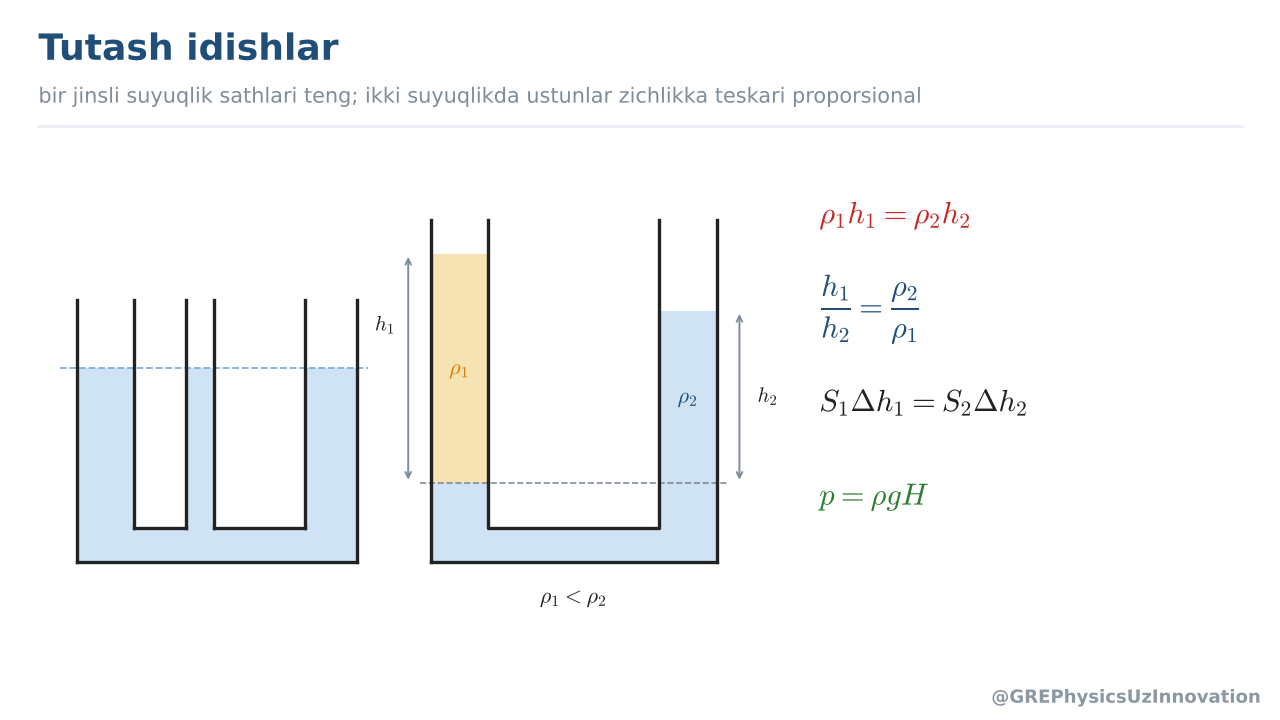 Tutash idishlar
bir jinsli suyuqlik sathlari teng; ikki suyuqlikda ustunlar zichlikka teskari proporsional
h₁
ρ₁
ρ₂
h₂
ρ₁ < ρ₂
ρ₁h₁ = ρ₂h₂
h₁/h₂ = ρ₂/ρ₁
S₁Δh₁ = S₂Δh₂
p = ρgH
@GREPhysicsUzInnovation